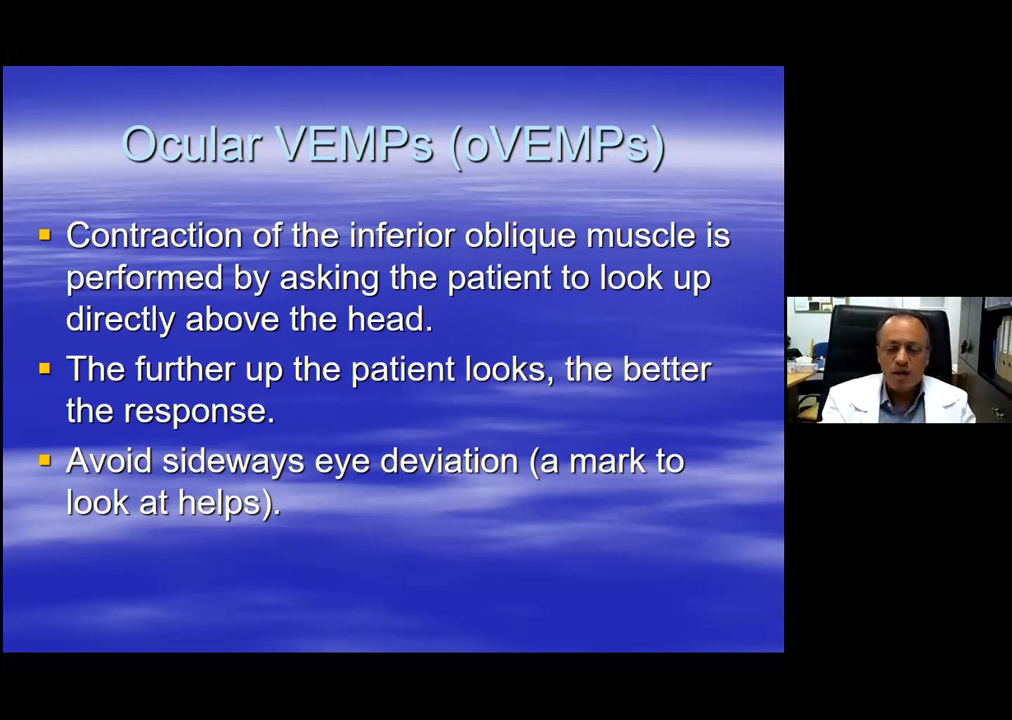 Ocular VEMPs (oVEMPs)
Contraction of the inferior oblique muscle is
performed by asking the patient to look up
directly above the head.
The further up the patient looks, the better
the response.
Avoid sideways eye deviation (a mark to
look at helps).